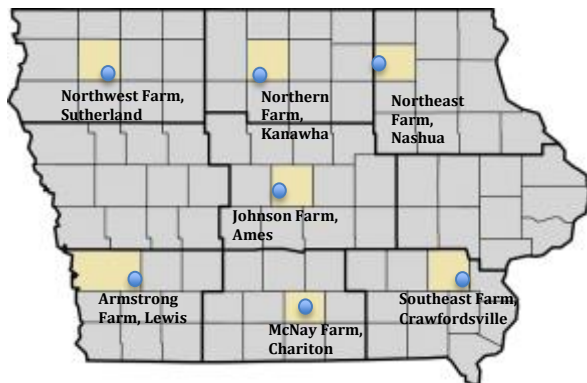 Northwest Farm,
Sutherland
Northern
Farm,
Kanawha
Northeast
Farm,
Nashua
Johnson Farm,
Ames
Armstrong
Farm, Lewis
McNay Farm,
Chariton
Southeast Farm,
Crawfordsville